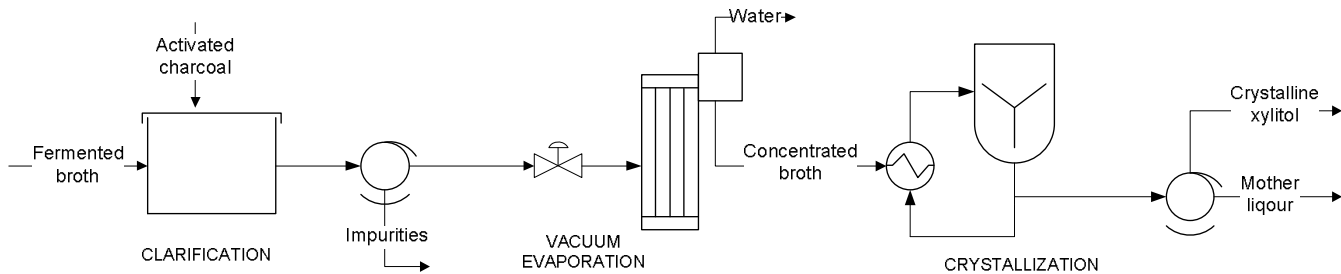 Activated
charcoal
Fermented
broth
CLARIFICATION
Impurities
VACUUM
EVAPORATION
Water
Concentrated
broth
CRYSTALLIZATION
Crystalline
xylitol
Mother
liqour